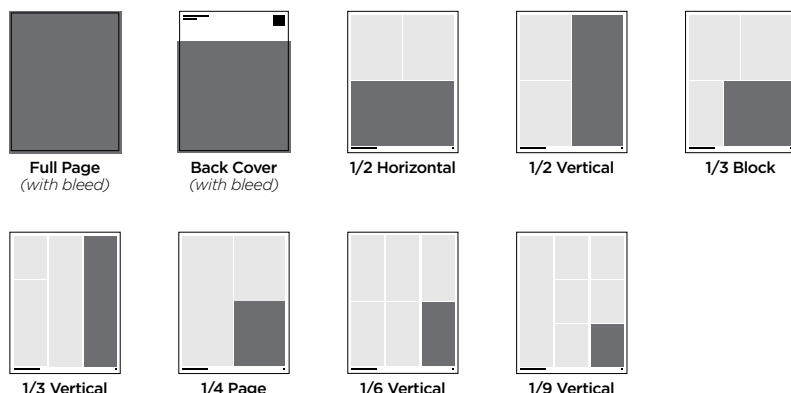 Full Page
(with bleed)
Back Cover
(with bleed)
1/2 Horizontal
1/2 Vertical
1/3 Block
1/3 Vertical
1/4 Page
1/6 Vertical
1/9 Vertical